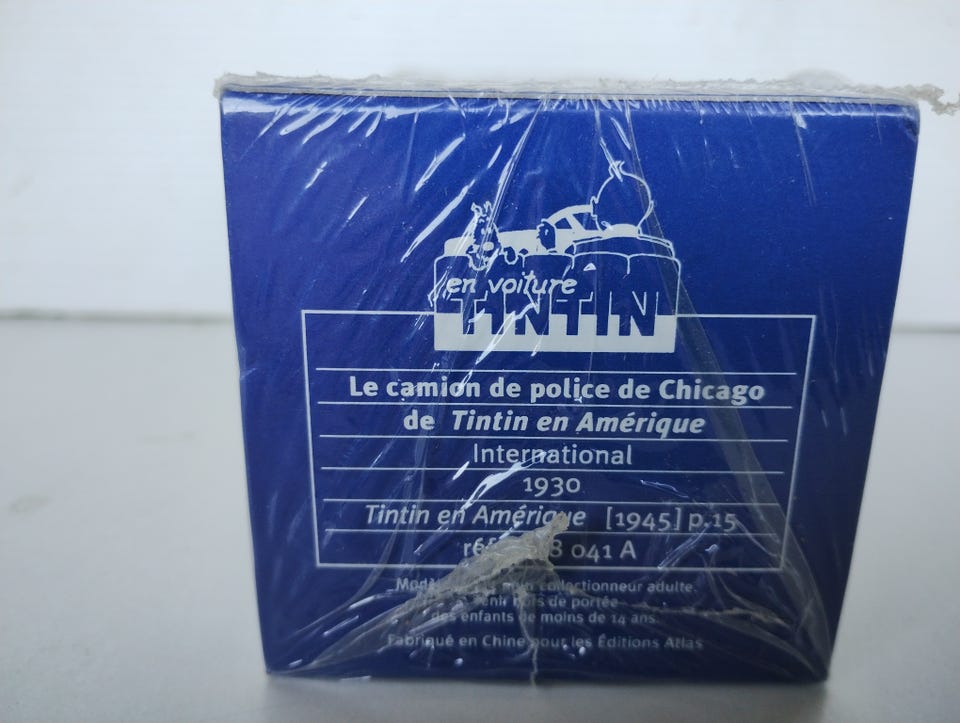 en voiture
TINTIN
Le camion de police de Chicago
de Tintin en Amérique
International
1930
Tintin en Amérique [1945] p.15
8 041 A
collectionneur adulte.
hors de portée
des enfants de moins de 14 ans.
Fabriqué en Chine pour les Éditions Atlas